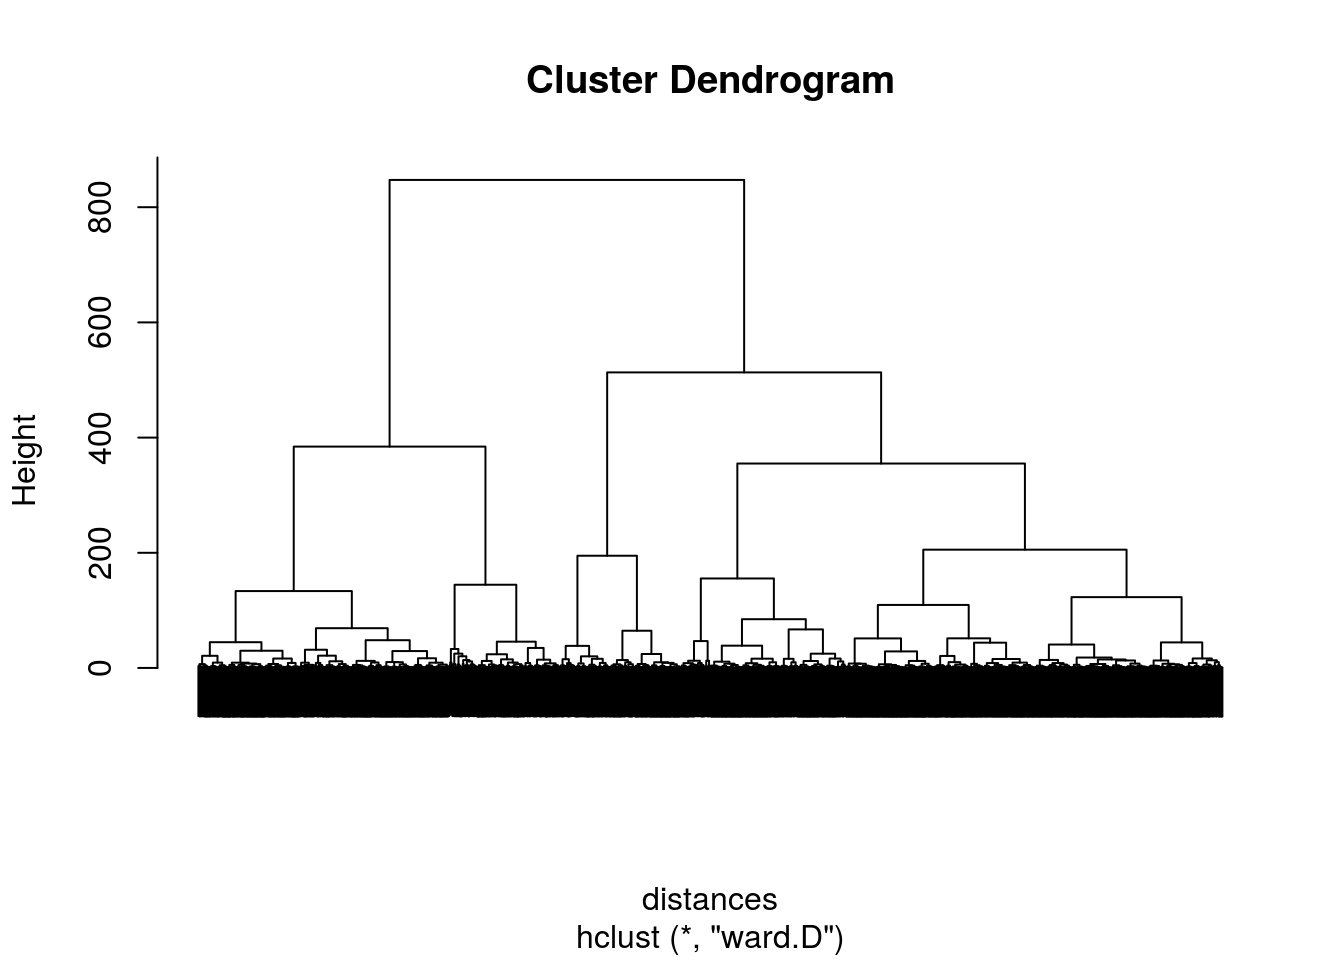 Cluster Dendrogram
Height
800
600
400
200
0
distances
hclust (*, "ward.D")